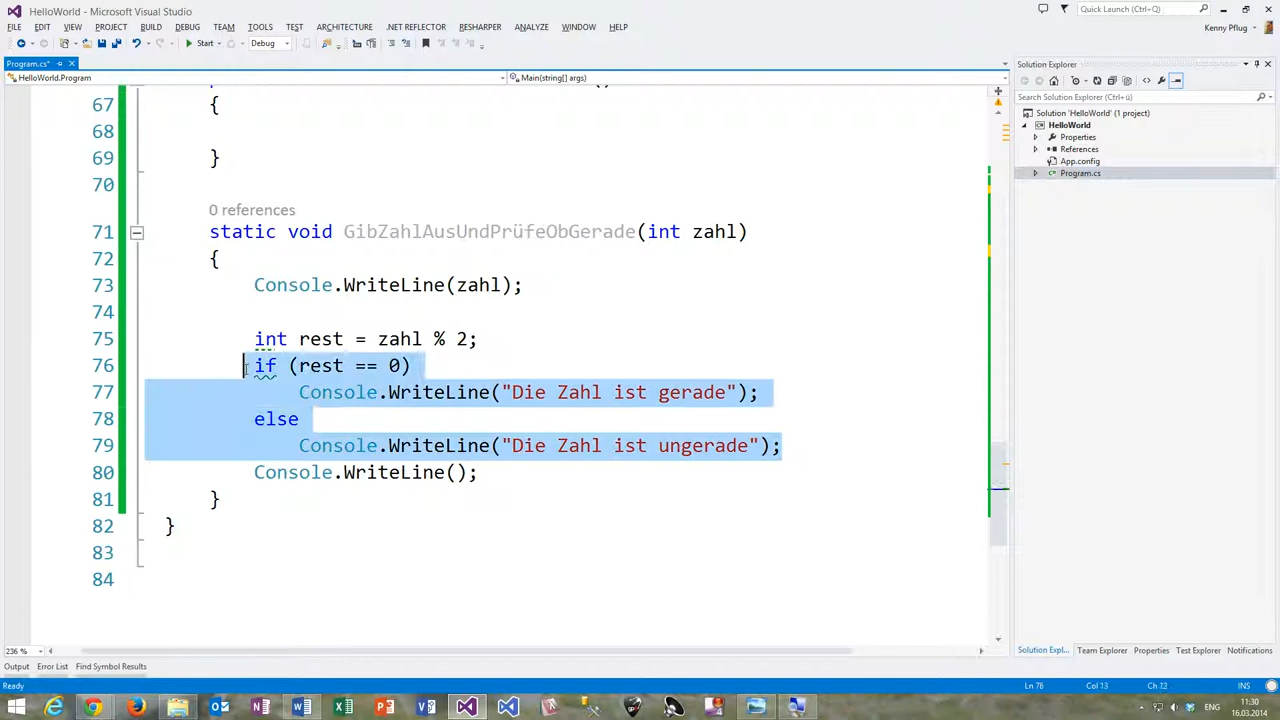 HelloWorld - Microsoft Visual Studio
Quick Launch (Ctrl+Q)
FILE EDIT VIEW PROJECT BUILD DEBUG TEAM TOOLS TEST ARCHITECTURE .NET REFLECTOR RESHARPER ANALYZE WINDOW HELP
Kenny Pflug
Start Debug
Program.cs*
Solution Explorer
HelloWorld.Program
Main(string[] args)
Search Solution Explorer (Ctrl+ü)
Solution 'HelloWorld' (1 project)
HelloWorld
Properties
References
App.config
Program.cs
67 {
68
69 }
70
0 references
71 static void GibZahlAusUndPrüfeObGerade(int zahl)
72 {
73 Console.WriteLine(zahl);
74
75 int rest = zahl % 2;
76 if (rest == 0)
77 Console.WriteLine("Die Zahl ist gerade");
78 else
79 Console.WriteLine("Die Zahl ist ungerade");
80 Console.WriteLine();
81 }
82 }
83
84
236 %
Solution Expl... Team Explorer Properties Test Explorer Notifications
Output Error List Find Symbol Results
Ready
Ln 76 Col 13 Ch 13 INS
ENG
11:30
16.03.2014